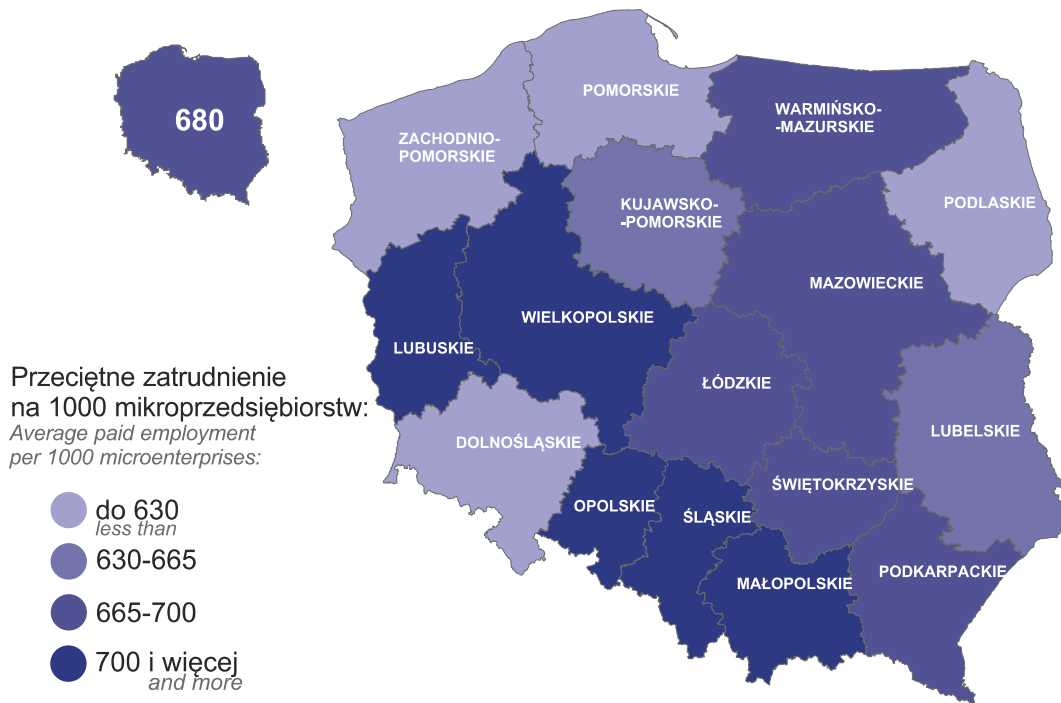 680
POMORSKIE
WARMIŃSKO-
-MAZURSKIE
ZACHODNIO-
POMORSKIE
KUJAWSKO-
-POMORSKIE
PODLASKIE
MAZOWIECKIE
WIELKOPOLSKIE
LUBUSKIE
ŁÓDZKIE
LUBELSKIE
DOLNOŚLĄSKIE
ŚWIĘTOKRZYSKIE
OPOLSKIE
ŚLĄSKIE
MAŁOPOLSKIE
PODKARPACKIE
Przeciętne zatrudnienie
na 1000 mikroprzedsiębiorstw:
Average paid employment
per 1000 microenterprises:
do 630
less than
630-665
665-700
700 i więcej
and more